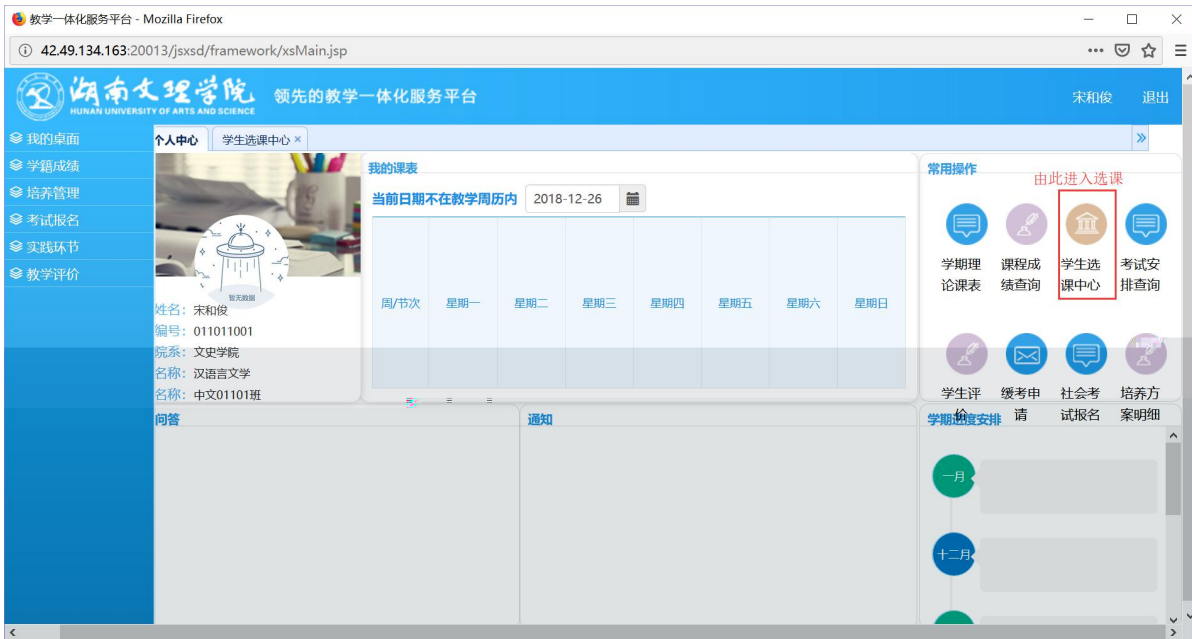 教学一体化服务平台 - Mozilla Firefox
42.49.134.163:20013/jsxsd/framework/xsMain.jsp
湖南文理学院
HUNAN UNIVERSITY OF ARTS AND SCIENCE
领先的教学一体化服务平台
宋和俊 退出
我的桌面
学籍成绩
培养管理
考试报名
实践环节
教学评价
个人中心 学生选课中心 ×
暂无数据
姓名：宋和俊
编号：011011001
院系：文史学院
名称：汉语言文学
名称：中文01101班
我的课表
当前日期不在教学周历内 2018-12-26
周/节次 星期一 星期二 星期三 星期四 星期五 星期六 星期日
常用操作
由此进入选课
学期理论课表
课程成绩查询
学生选课中心
考试安排查询
学生评价
缓考申请
社会考试报名
培养方案明细
问答
通知
学期进度安排
一月
十二月